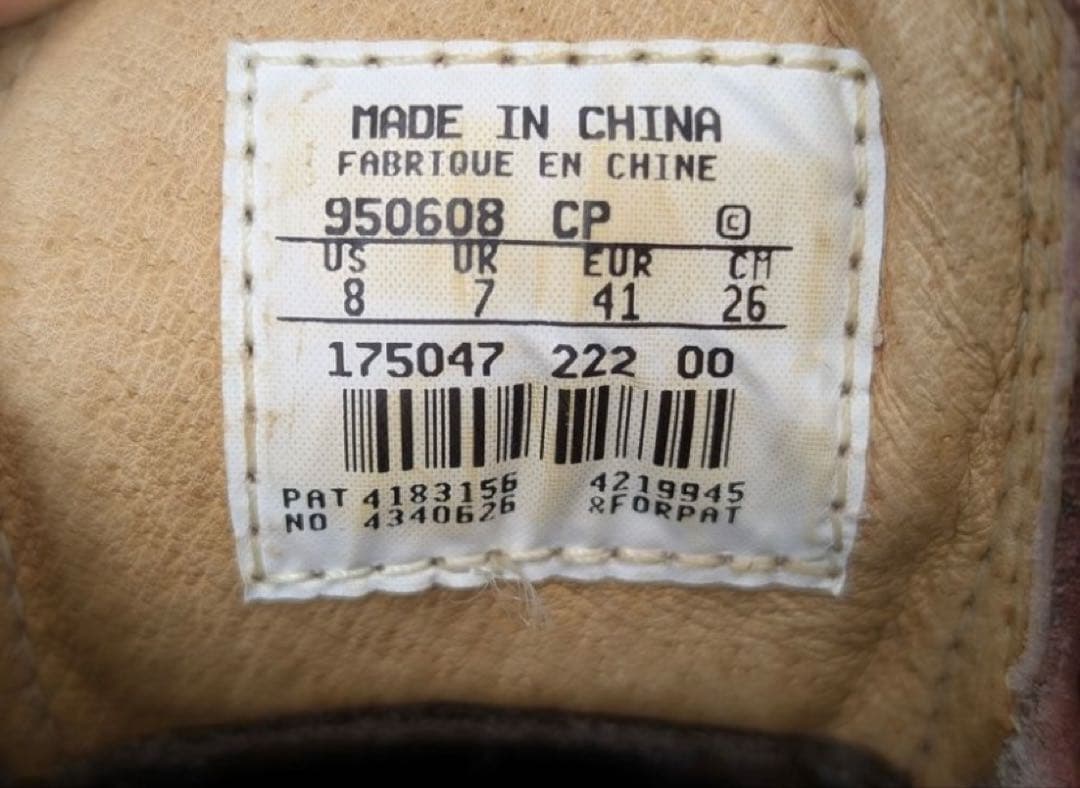 MADE IN CHINA
FABRIQUE EN CHINE
950608 CP ©
US UK EUR CM
8 7 41 26
175047 222 00
PAT 4183156 4219945
NO 4340626 &FORPAT